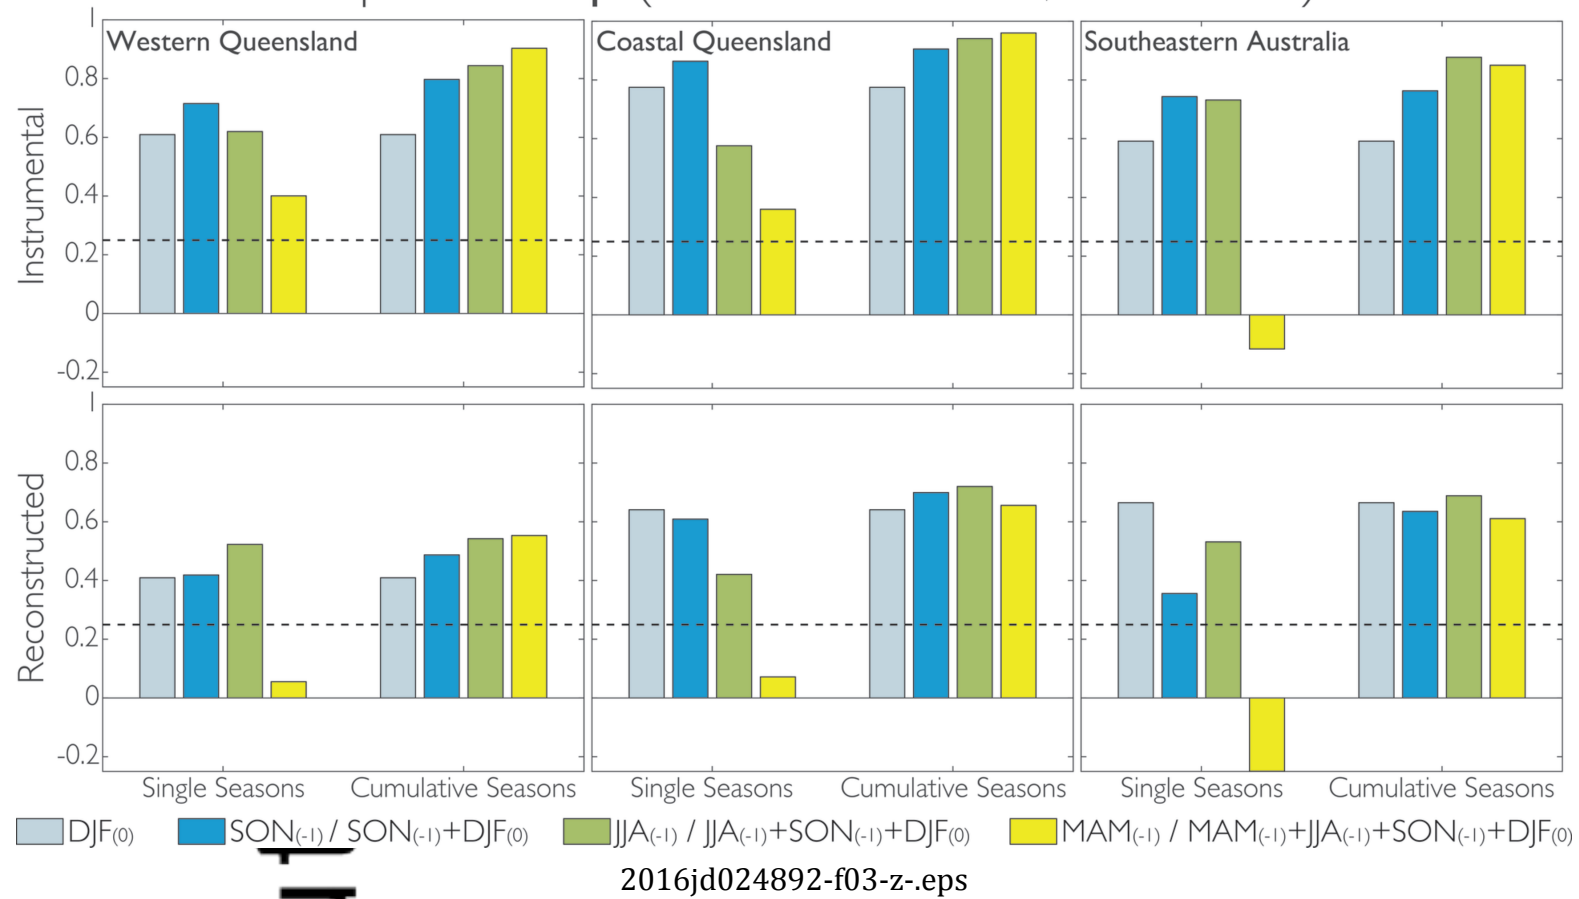 Western Queensland
Coastal Queensland
Southeastern Australia
Instrumental
1
0.8
0.6
0.4
0.2
0
-0.2
Reconstructed
1
0.8
0.6
0.4
0.2
0
-0.2
Single Seasons
Cumulative Seasons
Single Seasons
Cumulative Seasons
Single Seasons
Cumulative Seasons
DJF(0)
SON(-1) / SON(-1)+DJF(0)
JJA(-1) / JJA(-1)+SON(-1)+DJF(0)
MAM(-1) / MAM(-1)+JJA(-1)+SON(-1)+DJF(0)
2016jd024892-f03-z-.eps